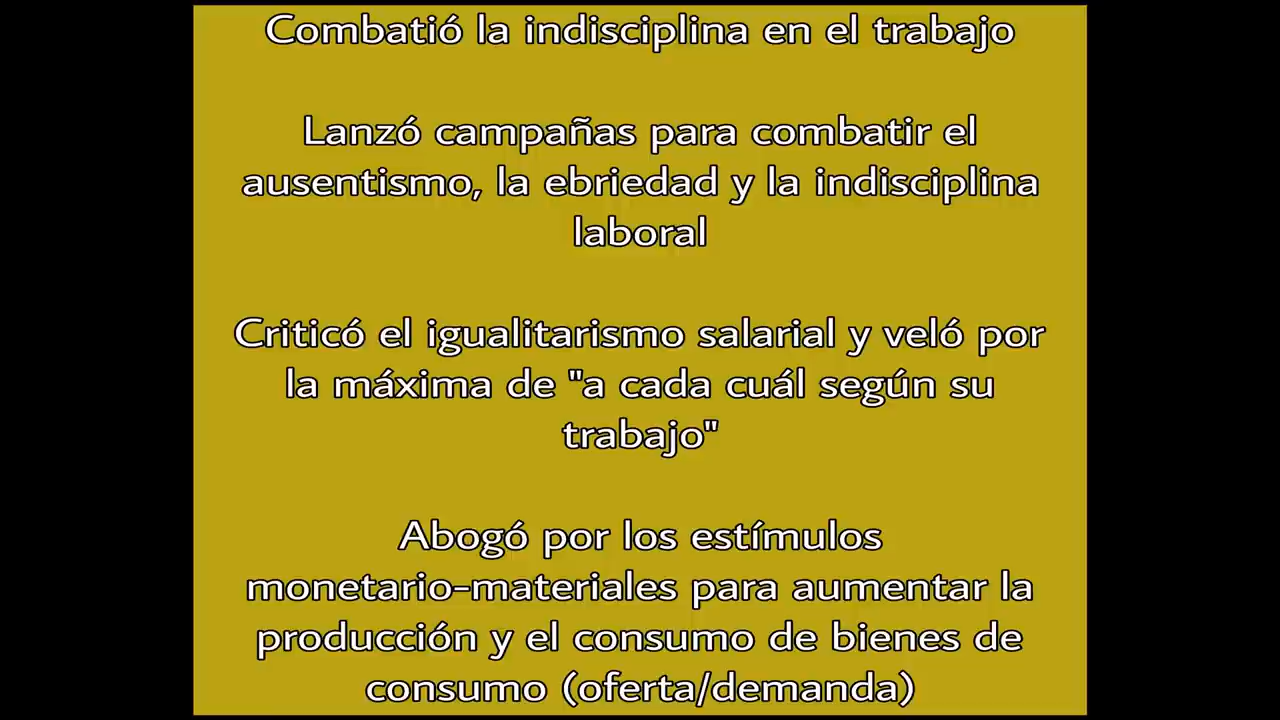 Combatió la indisciplina en el trabajo
Lanzó campañas para combatir el
ausentismo, la ebriedad y la indisciplina
laboral
Criticó el igualitarismo salarial y veló por
la máxima de "a cada cuál según su
trabajo"
Abogó por los estímulos
monetario-materiales para aumentar la
producción y el consumo de bienes de
consumo (oferta/demanda)